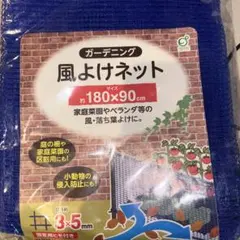 ガーデニング
風よけネット
サイズ
約180×90cm
家庭菜園やベランダ等の
風・落ち葉よけに。
庭の柵や
家庭菜園の
区割用にも!
小動物の
侵入防止にも!
3.5mm